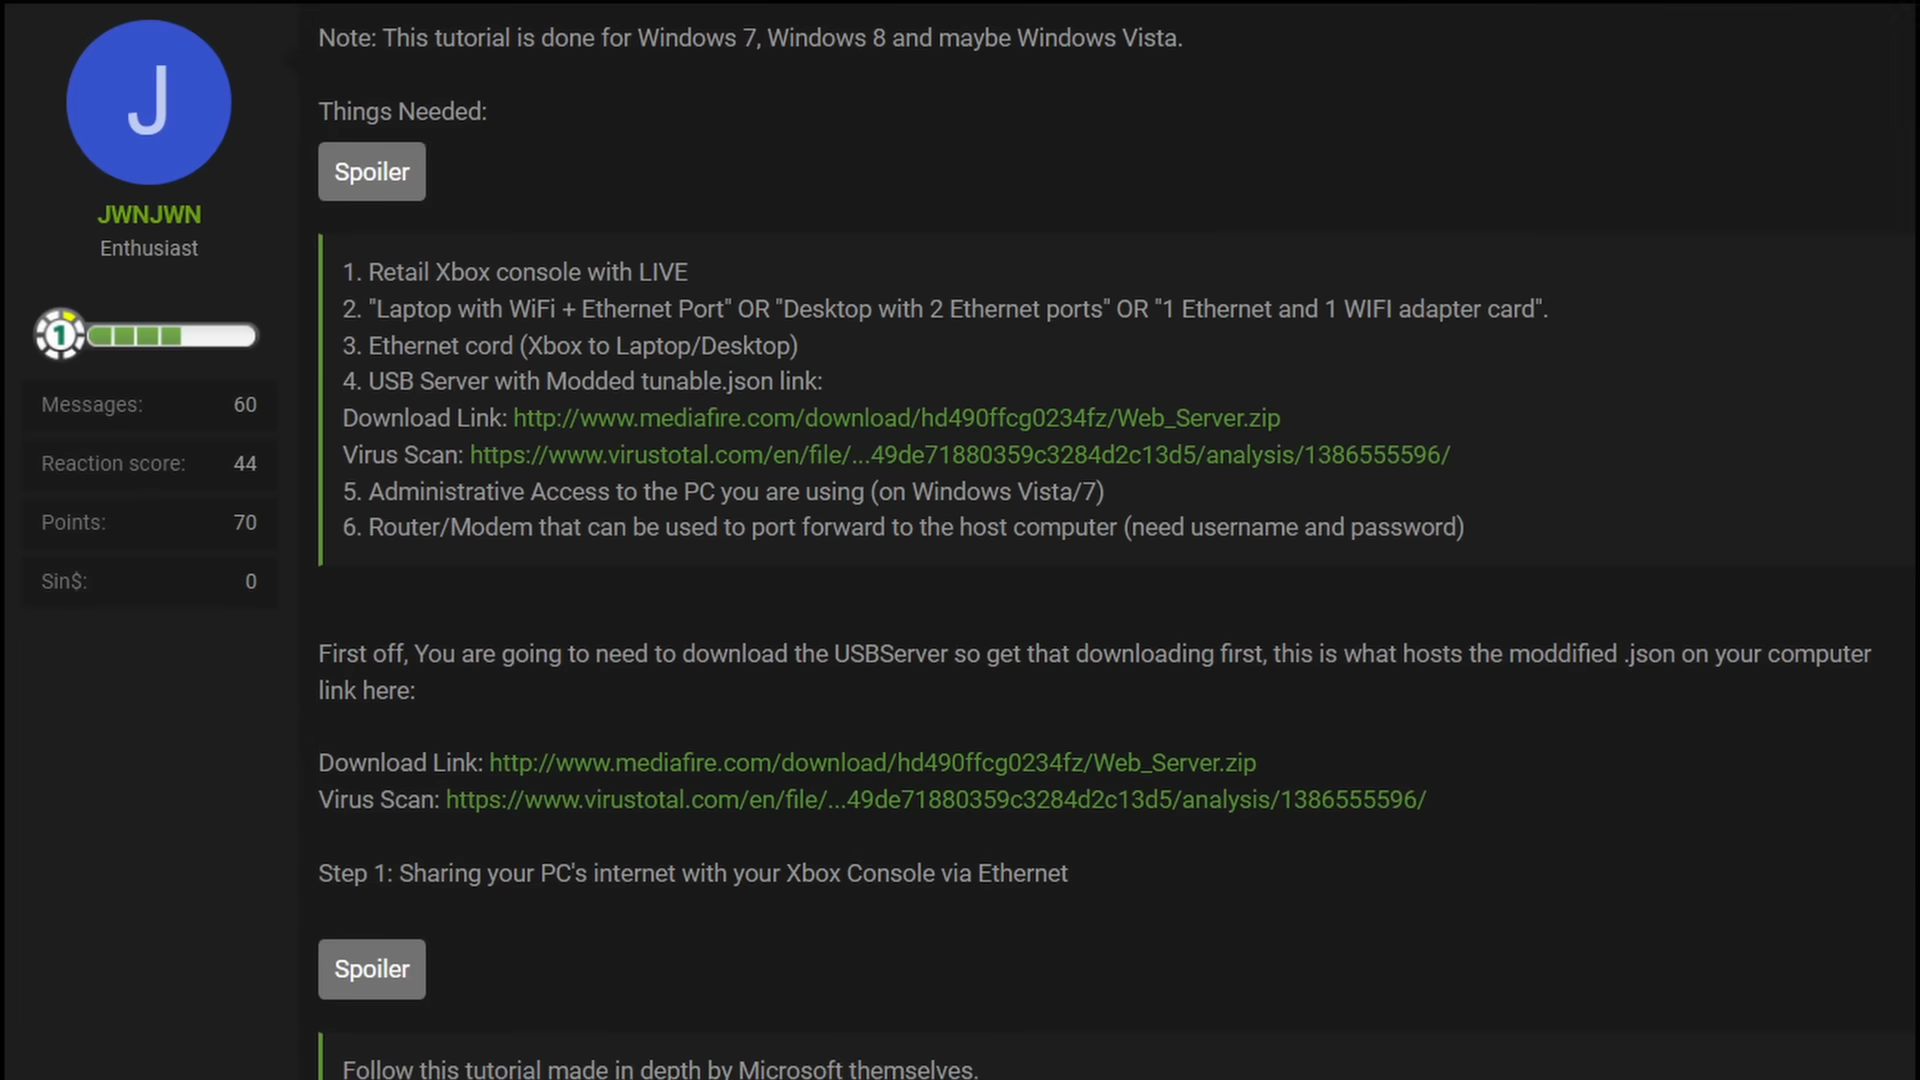 Note: This tutorial is done for Windows 7, Windows 8 and maybe Windows Vista.
J
JWNJWN
Enthusiast
1
Messages: 60
Reaction score: 44
Points: 70
Sin$: 0
Things Needed:
Spoiler
1. Retail Xbox console with LIVE
2. "Laptop with WiFi + Ethernet Port" OR "Desktop with 2 Ethernet ports" OR "1 Ethernet and 1 WIFI adapter card".
3. Ethernet cord (Xbox to Laptop/Desktop)
4. USB Server with Modded tunable.json link:
Download Link: http://www.mediafire.com/download/hd490ffcg0234fz/Web_Server.zip
Virus Scan: https://www.virustotal.com/en/file/...49de71880359c3284d2c13d5/analysis/1386555596/
5. Administrative Access to the PC you are using (on Windows Vista/7)
6. Router/Modem that can be used to port forward to the host computer (need username and password)
First off, You are going to need to download the USBServer so get that downloading first, this is what hosts the moddified .json on your computer
link here:
Download Link: http://www.mediafire.com/download/hd490ffcg0234fz/Web_Server.zip
Virus Scan: https://www.virustotal.com/en/file/...49de71880359c3284d2c13d5/analysis/1386555596/
Step 1: Sharing your PC's internet with your Xbox Console via Ethernet
Spoiler
Follow this tutorial made in depth by Microsoft themselves.